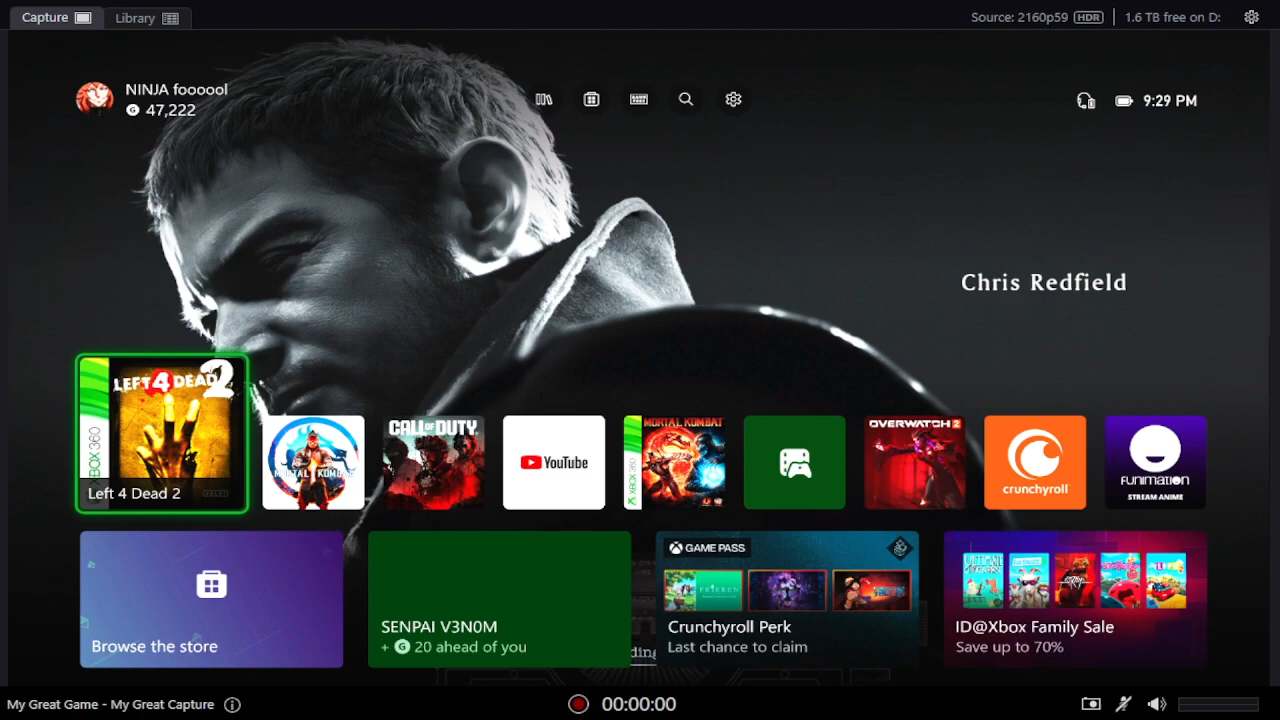 Capture
Library
Source: 2160p59 HDR
1.6 TB free on D:
NINJA foooool
G 47,222
9:29 PM
Chris Redfield
LEFT 4 DEAD 2
XBOX 360
Left 4 Dead 2
MORTAL KOMBAT
CALL OF DUTY
YouTube
MORTAL KOMBAT
XBOX 360
OVERWATCH 2
crunchyroll
FUNIMATION
STREAM ANIME
Browse the store
SENPAI V3N0M
+ G 20 ahead of you
GAME PASS
FRIEREN
Crunchyroll Perk
Last chance to claim
ding
ID@Xbox Family Sale
Save up to 70%
My Great Game - My Great Capture
00:00:00